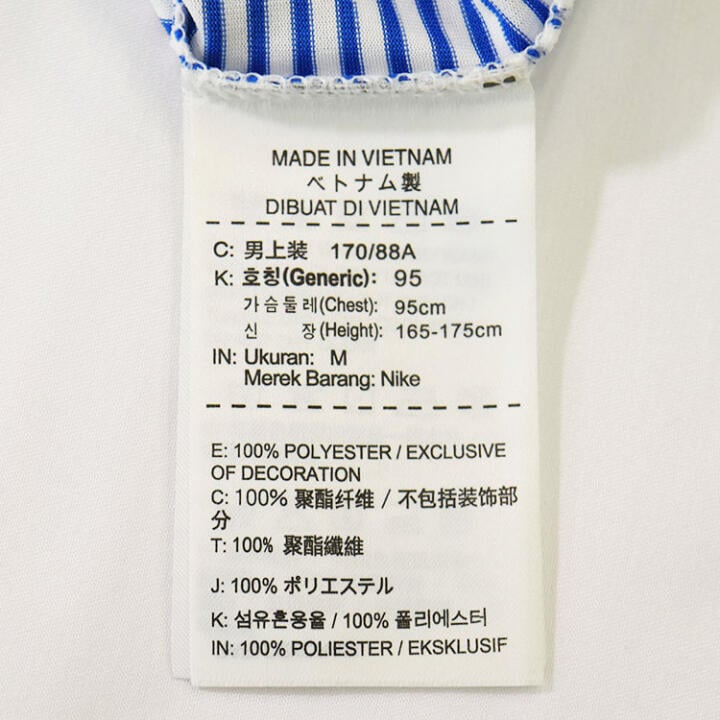 MADE IN VIETNAM
ベトナム製
DIBUAT DI VIETNAM
C: 男上装 170/88A
K: 호칭(Generic): 95
가슴둘레(Chest): 95cm
신 장(Height): 165-175cm
IN: Ukuran: M
Merek Barang: Nike
E: 100% POLYESTER / EXCLUSIVE
OF DECORATION
C: 100% 聚酯纤维 / 不包括装饰部
分
T: 100% 聚酯纖維
J: 100% ポリエステル
K: 섬유혼용율 / 100% 폴리에스터
IN: 100% POLIESTER / EKSKLUSIF